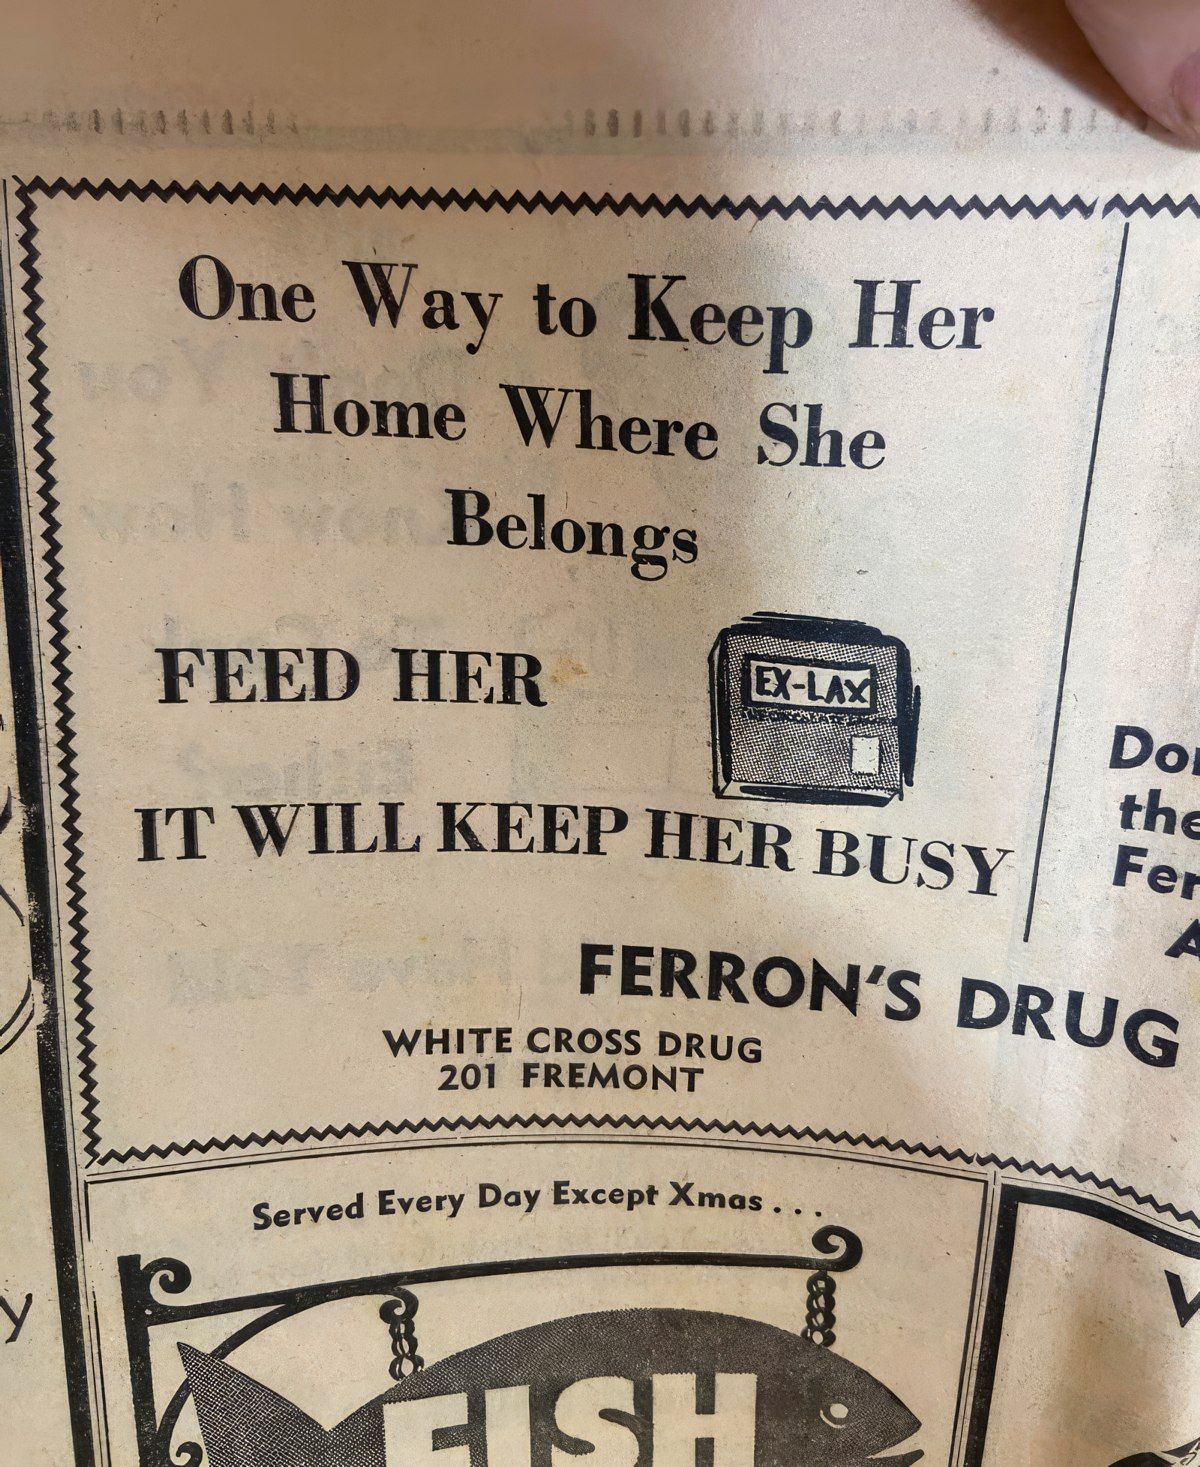 One Way to Keep Her
Home Where She
Belongs
FEED HER
EX-LAX
IT WILL KEEP HER BUSY
FERRON'S DRUG
WHITE CROSS DRUG
201 FREMONT
Served Every Day Except Xmas...
FISH
the